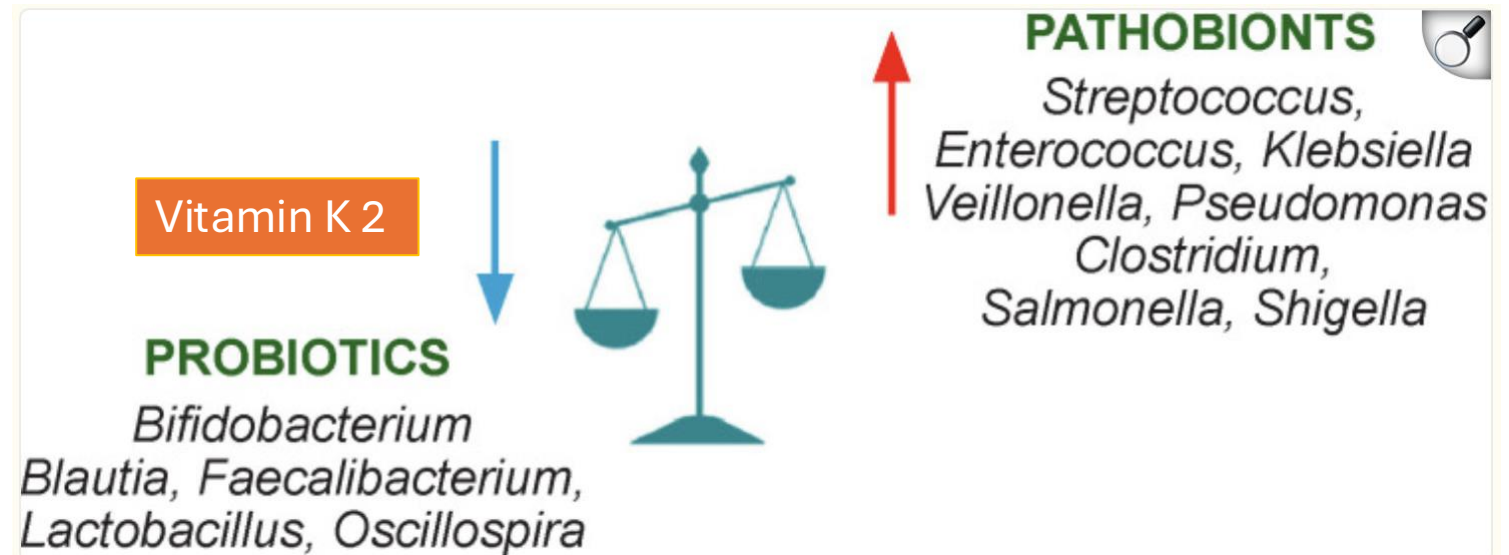 PATHOBIONTS
Streptococcus,
Enterococcus, Klebsiella
Veillonella, Pseudomonas
Clostridium,
Salmonella, Shigella
Vitamin K 2
PROBIOTICS
Bifidobacterium
Blautia, Faecalibacterium,
Lactobacillus, Oscillospira